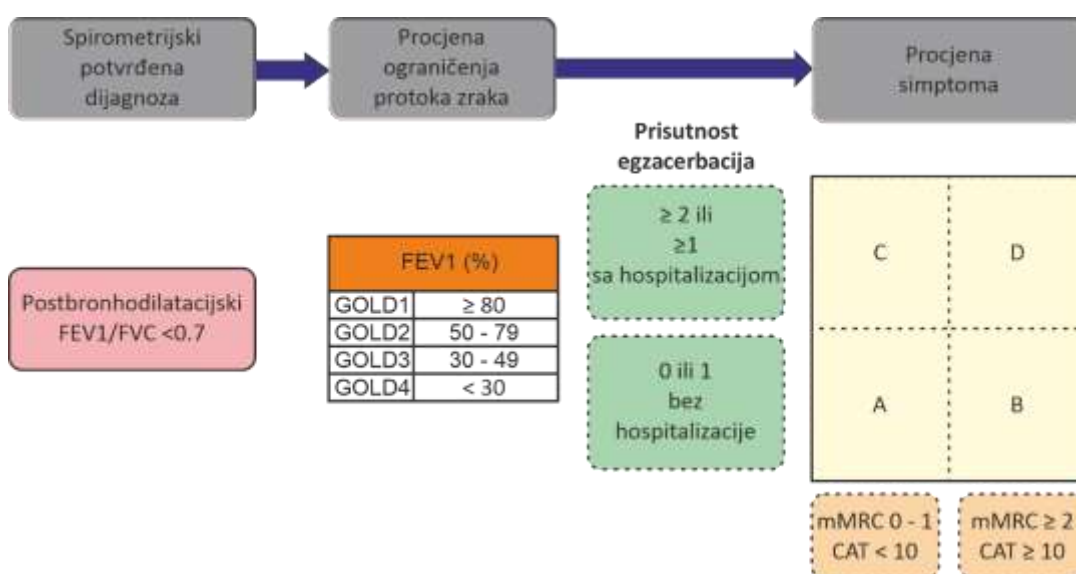 Spirometrijski
potvrđena
dijagnoza
Procjena
ograničenja
protoka zraka
Procjena
simptoma
Prisutnost
egzacerbacija
Postbronhodilatacijski
FEV1/FVC <0.7
FEV1 (%)
GOLD1 ≥ 80
GOLD2 50 - 79
GOLD3 30 - 49
GOLD4 < 30
≥ 2 ili
≥1
sa hospitalizacijom
0 ili 1
bez
hospitalizacije
C D
A B
mMRC 0 - 1
CAT < 10
mMRC ≥ 2
CAT ≥ 10